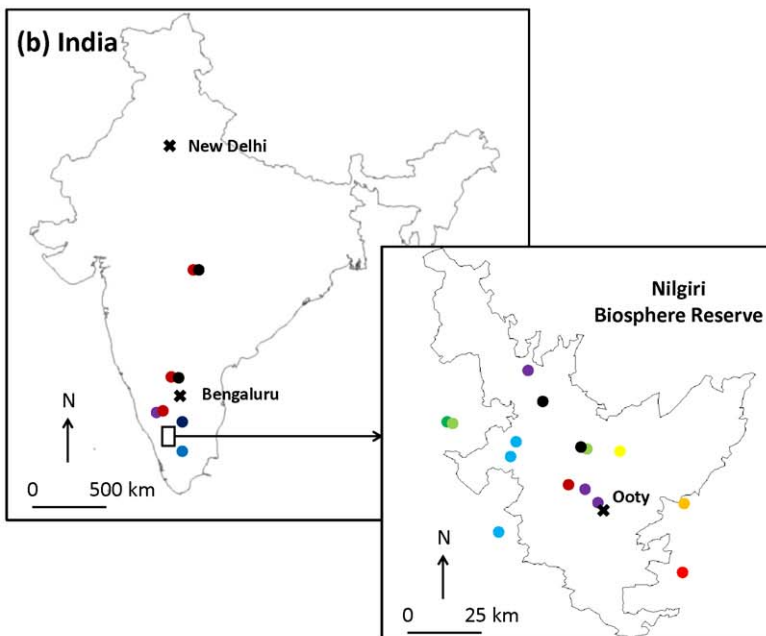 (b) India
New Delhi
Bengaluru
N
0 500 km
Nilgiri
Biosphere Reserve
Ooty
N
0 25 km